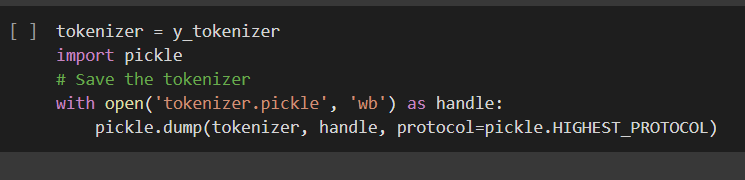 [ ] tokenizer = y_tokenizer
import pickle
# Save the tokenizer
with open('tokenizer.pickle', 'wb') as handle:
    pickle.dump(tokenizer, handle, protocol=pickle.HIGHEST_PROTOCOL)